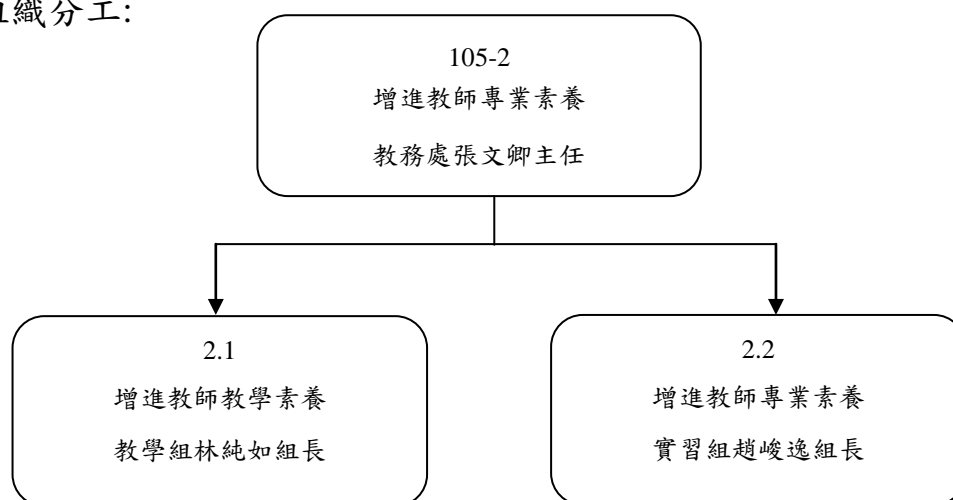 織分工:
105-2
增進教師專業素養
教務處張文卿主任
2.1
增進教師教學素養
教學組林純如組長
2.2
增進教師專業素養
實習組趙峻逸組長